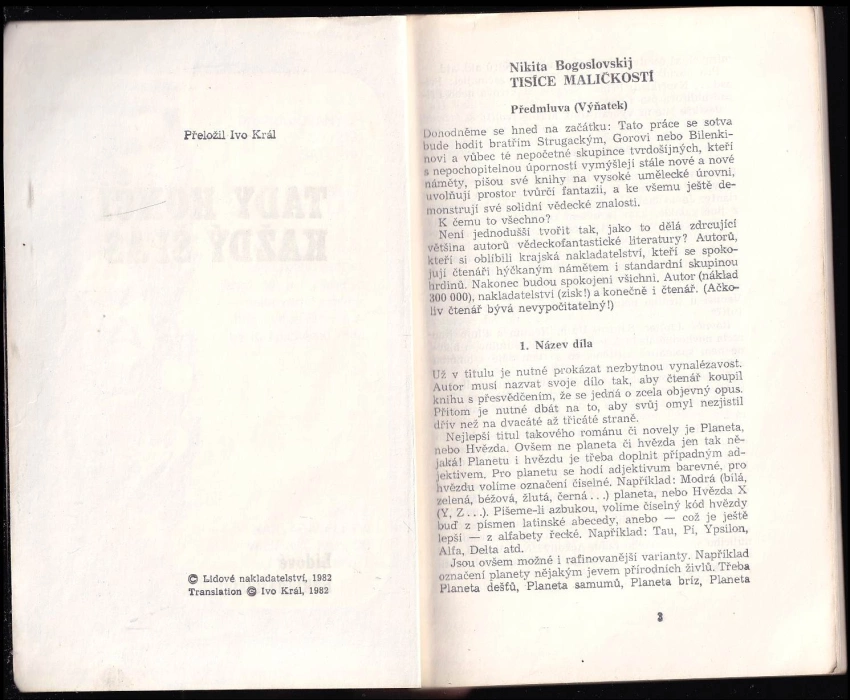 Přeložil Ivo Král
© Lidové nakladatelství, 1982
Translation © Ivo Král, 1982
Nikita Bogoslovskij
TISÍCE MALIČKOSTÍ
Předmluva (Výňatek)
Donodněme se hned na začátku: Tato práce se sotva
bude hodit bratřím Strugackým, Gorovi nebo Bilenki-
novi a vůbec té nepočetné skupince tvrdošíjných, kteří
s nepochopitelnou úporností vymýšlejí stále nové a nové
náměty, píšou své knihy na vysoké umělecké úrovni,
uvolňují prostor tvůrčí fantazii, a ke všemu ještě de-
monstrují své solidní vědecké znalosti.
K čemu to všechno?
Není jednodušší tvořit tak, jako to dělá zdrcující
většina autorů vědeckofantastické literatury? Autorů,
kteří si oblíbili krajská nakladatelství, kteří se spoko-
jují čtenáři hýčkaným námětem i standardní skupinou
hrdinů. Nakonec budou spokojeni všichni. Autor (náklad
300 000), nakladatelství (zisk!) a konečně i čtenář. (Ačko-
liv čtenář bývá nevypočitatelný!)
1. Název díla
Už v titulu je nutné prokázat nezbytnou vynalézavost.
Autor musí nazvat svoje dílo tak, aby čtenář koupil
knihu s přesvědčením, že se jedná o zcela objevný opus.
Přitom je nutné dbát na to, aby svůj omyl nezjistil
dřív než na dvacáté až třicáté straně.
Nejlepší titul takového románu či novely je Planeta,
nebo Hvězda. Ovšem ne planeta či hvězda jen tak ně-
jaká! Planetu i hvězdu je třeba doplnit případným ad-
jektivem. Pro planetu se hodí adjektivum barevné, pro
hvězdu volíme označení číselné. Například: Modrá (bílá,
zelená, béžová, žlutá, černá...) planeta, nebo Hvězda X
(Y, Z...). Píšeme-li azbukou, volíme číselný kód hvězdy
buď z písmen latinské abecedy, anebo — což je ještě
lepší — z alfabety řecké. Například: Tau, Pí, Ypsilon,
Alfa, Delta atd.
Jsou ovšem možné i rafinovanější varianty. Například
označení planety nějakým jevem přírodních živlů. Třeba
Planeta dešťů, Planeta samumů, Planeta bríz, Planeta
3